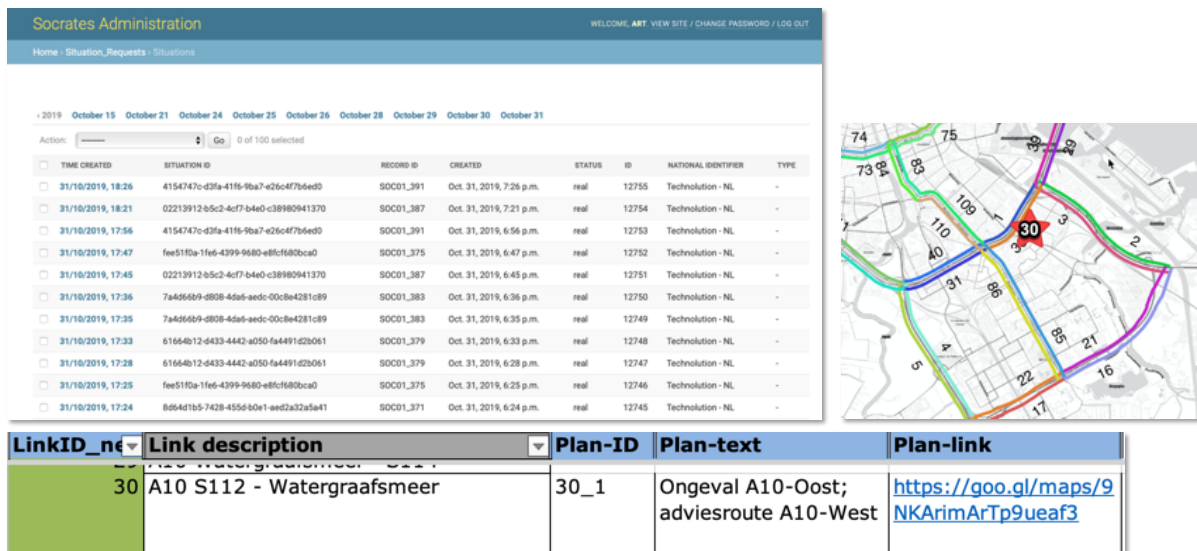 Socrates Administration
WELCOME, ART. VIEW SITE / CHANGE PASSWORD / LOG OUT
Home › Situation_Requests › Situations
‹ 2019 October 15 October 21 October 24 October 25 October 26 October 28 October 29 October 30 October 31
Action: --------- Go 0 of 100 selected
TIME CREATED SITUATION ID RECORD ID CREATED STATUS ID NATIONAL IDENTIFIER TYPE
31/10/2019, 18:26 4154747c-d3fa-41f6-9ba7-e26c4f7b6ed0 SOC01_391 Oct. 31, 2019, 7:26 p.m. real 12755 Technolution - NL -
31/10/2019, 18:21 02213912-b5c2-4cf7-b4e0-c38980941370 SOC01_387 Oct. 31, 2019, 7:21 p.m. real 12754 Technolution - NL -
31/10/2019, 17:56 4154747c-d3fa-41f6-9ba7-e26c4f7b6ed0 SOC01_391 Oct. 31, 2019, 6:56 p.m. real 12753 Technolution - NL -
31/10/2019, 17:47 fee51f0a-1fe6-4399-9680-e8fcf680bca0 SOC01_375 Oct. 31, 2019, 6:47 p.m. real 12752 Technolution - NL -
31/10/2019, 17:45 02213912-b5c2-4cf7-b4e0-c38980941370 SOC01_387 Oct. 31, 2019, 6:45 p.m. real 12751 Technolution - NL -
31/10/2019, 17:36 7a4d66b9-d808-4da6-aedc-00c8e4281c89 SOC01_383 Oct. 31, 2019, 6:36 p.m. real 12750 Technolution - NL -
31/10/2019, 17:35 7a4d66b9-d808-4da6-aedc-00c8e4281c89 SOC01_383 Oct. 31, 2019, 6:35 p.m. real 12749 Technolution - NL -
31/10/2019, 17:33 61664b12-d433-4442-a050-fa4491d2b061 SOC01_379 Oct. 31, 2019, 6:33 p.m. real 12748 Technolution - NL -
31/10/2019, 17:28 61664b12-d433-4442-a050-fa4491d2b061 SOC01_379 Oct. 31, 2019, 6:28 p.m. real 12747 Technolution - NL -
31/10/2019, 17:25 fee51f0a-1fe6-4399-9680-e8fcf680bca0 SOC01_375 Oct. 31, 2019, 6:25 p.m. real 12746 Technolution - NL -
31/10/2019, 17:24 8d64d1b5-7428-455d-b0e1-aed2a32a5a41 SOC01_371 Oct. 31, 2019, 6:24 p.m. real 12745 Technolution - NL -
74 75 39 29
73 84 83
109 1 30 3
110 3 2
40
31 86
4 85 21
5 22 16
17
LinkID_ne Link description Plan-ID Plan-text Plan-link
30 A10 S112 - Watergraafsmeer 30_1 Ongeval A10-Oost; https://goo.gl/maps/9
adviesroute A10-West NKArimArTp9ueaf3